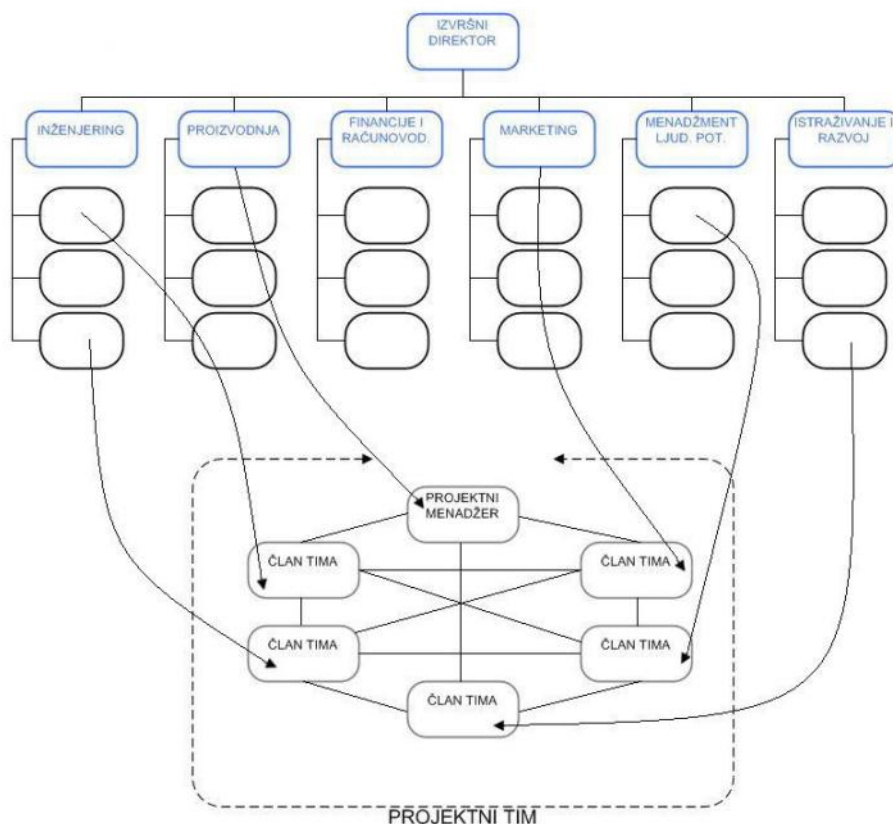 IZVRŠNI
DIREKTOR
INŽENJERING
PROIZVODNJA
FINANCIJE I
RAČUNOVOD.
MARKETING
MENADŽMENT
LJUD. POT.
ISTRAŽIVANJE I
RAZVOJ
PROJEKTNI
MENADŽER
ČLAN TIMA
ČLAN TIMA
ČLAN TIMA
ČLAN TIMA
ČLAN TIMA
PROJEKTNI TIM